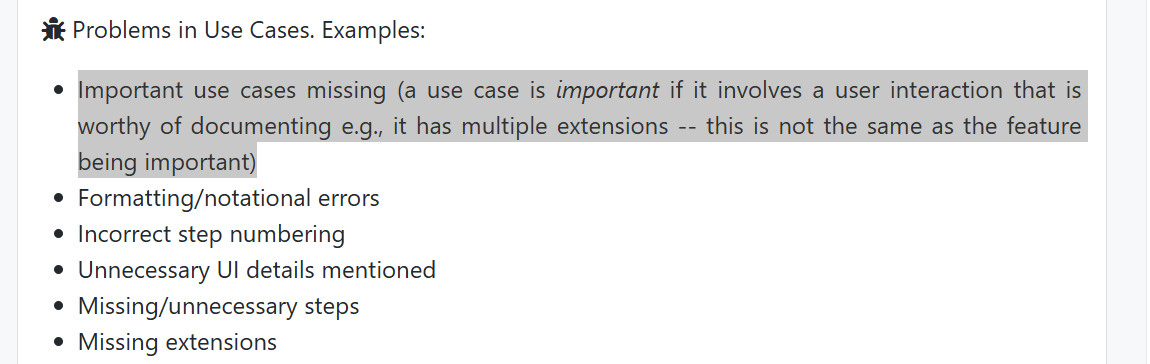 Problems in Use Cases. Examples:
Important use cases missing (a use case is important if it involves a user interaction that is
worthy of documenting e.g., it has multiple extensions -- this is not the same as the feature
being important)
Formatting/notational errors
Incorrect step numbering
Unnecessary UI details mentioned
Missing/unnecessary steps
Missing extensions